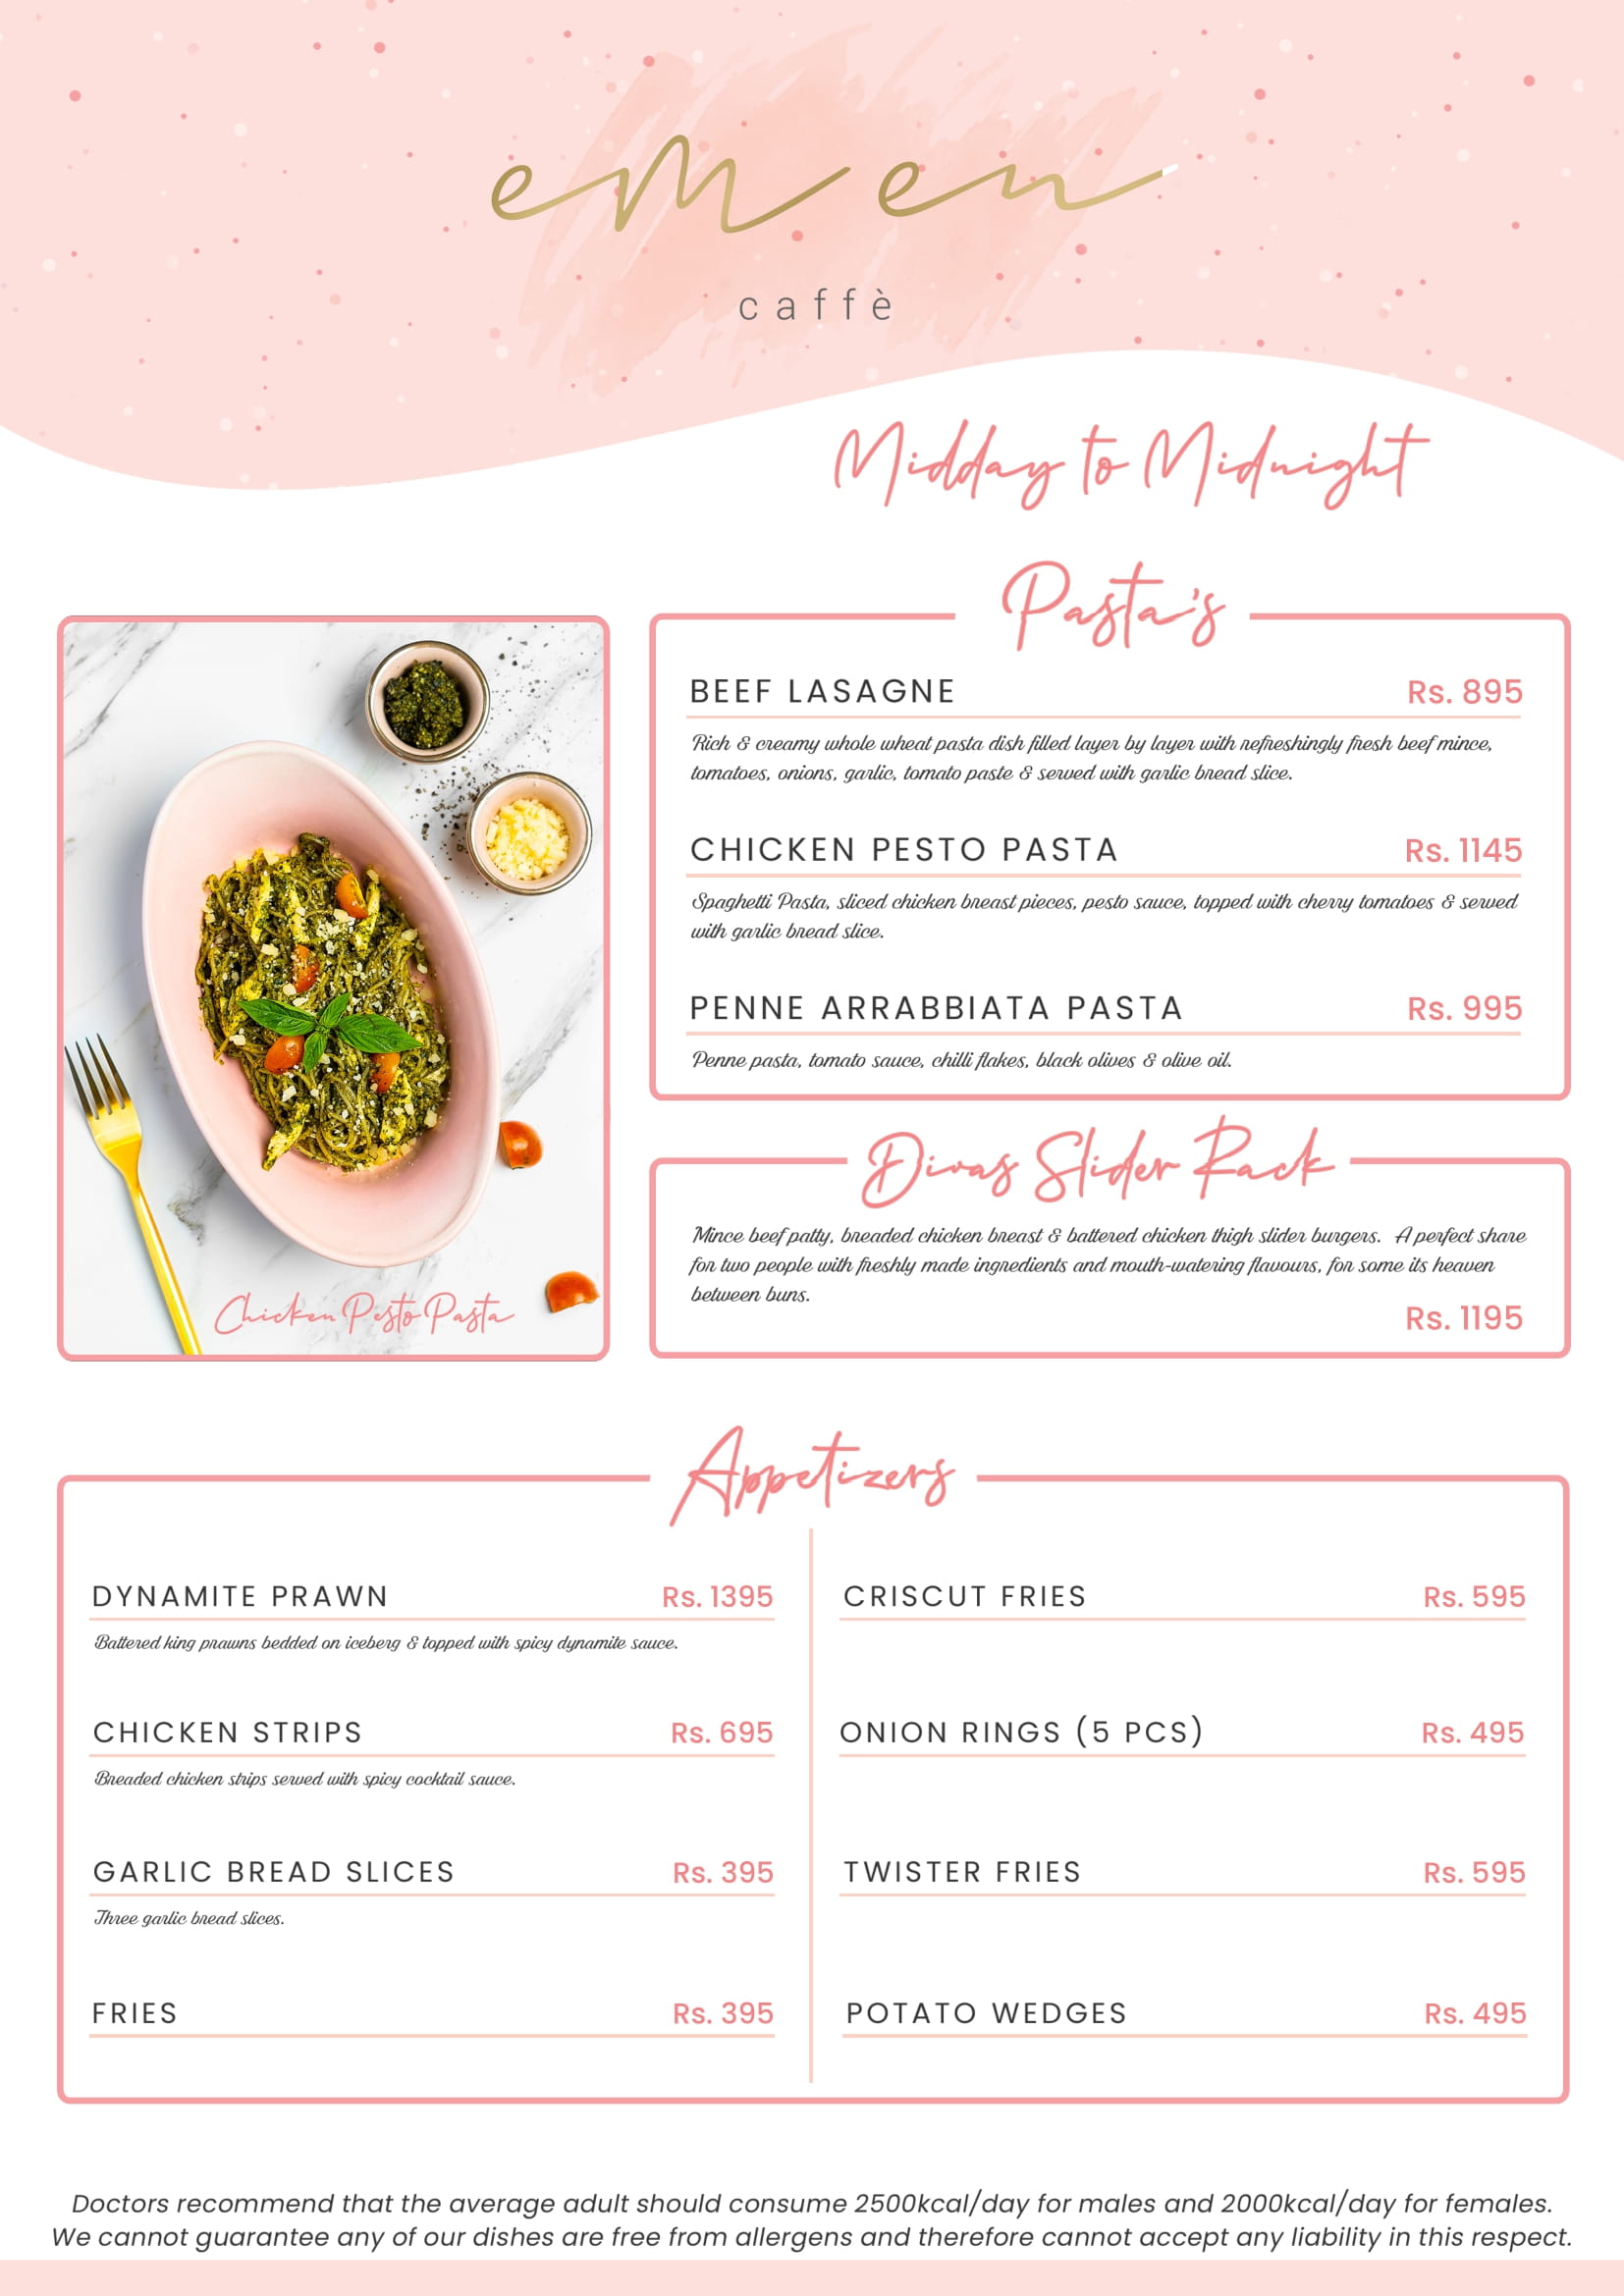 em en
caffè
Midday to Midnight
Pasta's
BEEF LASAGNE Rs. 895
Rich & creamy whole wheat pasta dish filled layer by layer with refreshingly fresh beef mince,
tomatoes, onions, garlic, tomato paste & served with garlic bread slice.
CHICKEN PESTO PASTA Rs. 1145
Spaghetti Pasta, sliced chicken breast pieces, pesto sauce, topped with cherry tomatoes & served
with garlic bread slice.
PENNE ARRABBIATA PASTA Rs. 995
Penne pasta, tomato sauce, chilli flakes, black olives & olive oil.
Chicken Pesto Pasta
Divas Slider Rack
Mince beef patty, breaded chicken breast & battered chicken thigh slider burgers. A perfect share
for two people with freshly made ingredients and mouth-watering flavours, for some its heaven
between buns.
Rs. 1195
Appetizers
DYNAMITE PRAWN Rs. 1395
Battered king prawns bedded on iceberg & topped with spicy dynamite sauce.
CHICKEN STRIPS Rs. 695
Breaded chicken strips served with spicy cocktail sauce.
GARLIC BREAD SLICES Rs. 395
Three garlic bread slices.
FRIES Rs. 395
CRISCUT FRIES Rs. 595
ONION RINGS (5 PCS) Rs. 495
TWISTER FRIES Rs. 595
POTATO WEDGES Rs. 495
Doctors recommend that the average adult should consume 2500kcal/day for males and 2000kcal/day for females.
We cannot guarantee any of our dishes are free from allergens and therefore cannot accept any liability in this respect.